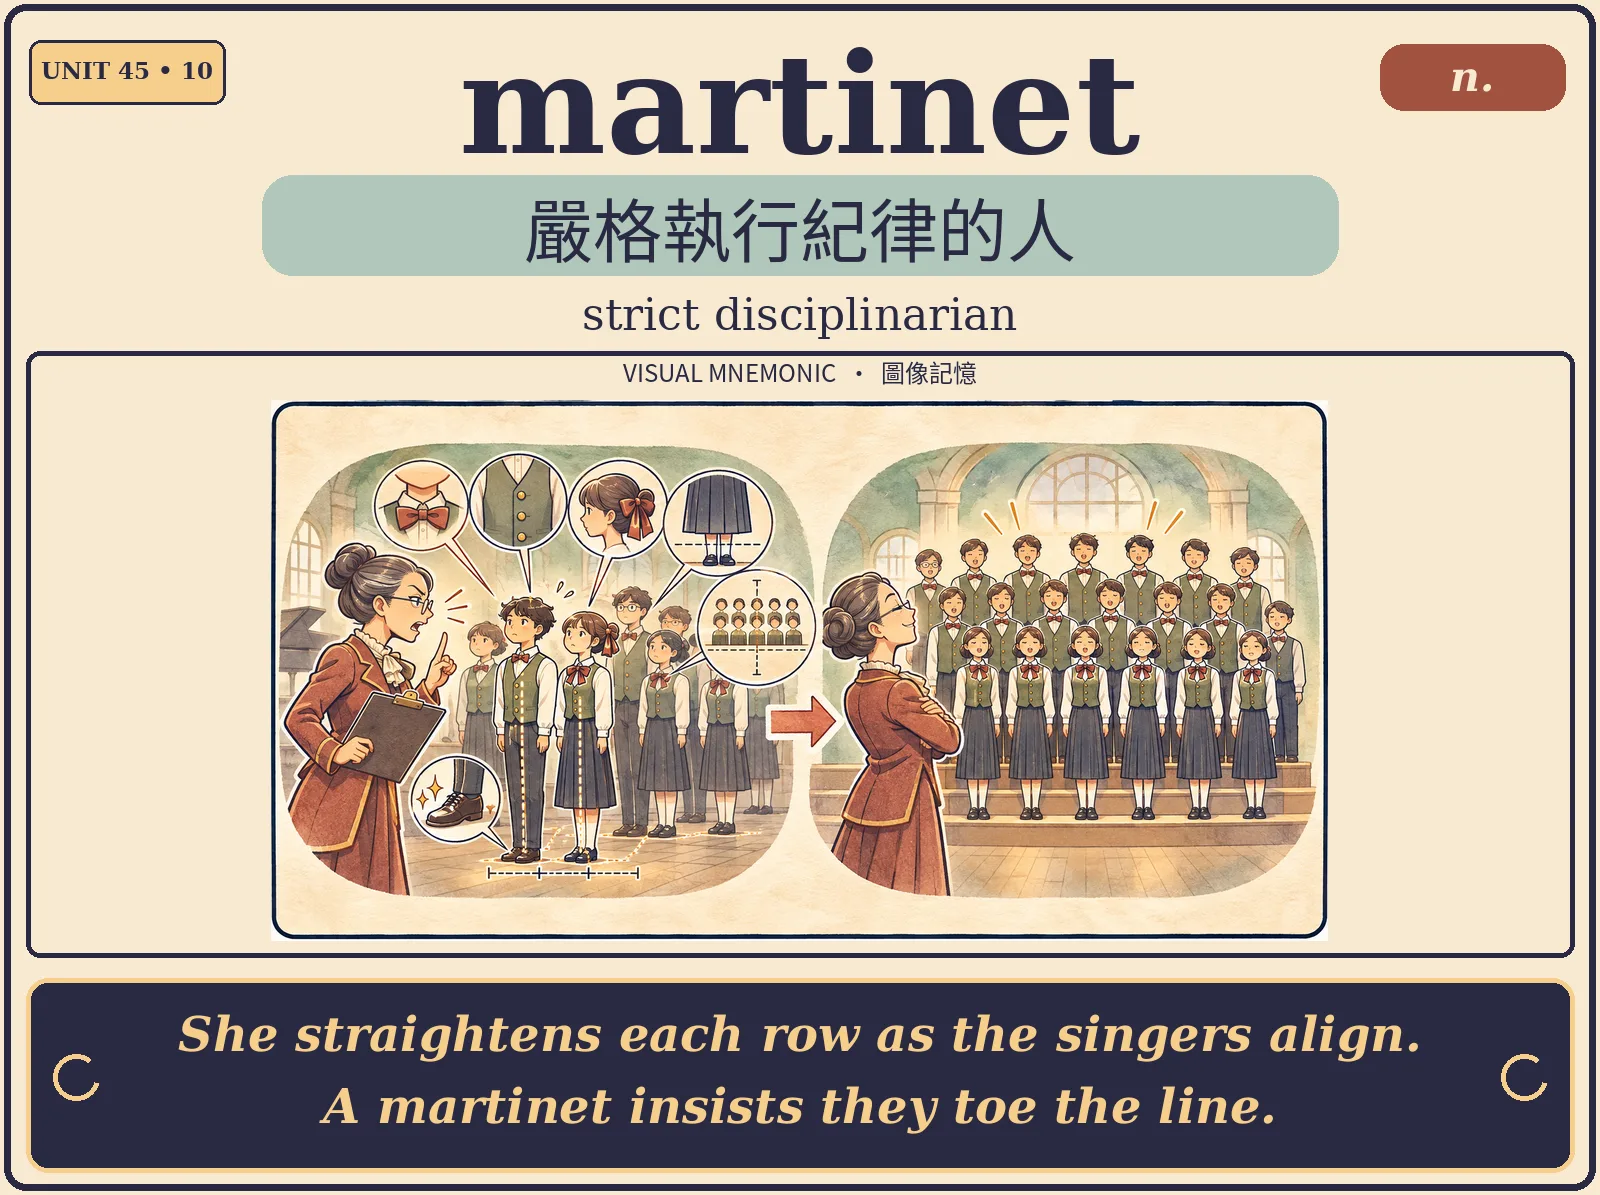 UNIT 45 • 10
martinet
n.
嚴格執行紀律的人
strict disciplinarian
VISUAL MNEMONIC • 圖像記憶
She straightens each row as the singers align.
A martinet insists they toe the line.